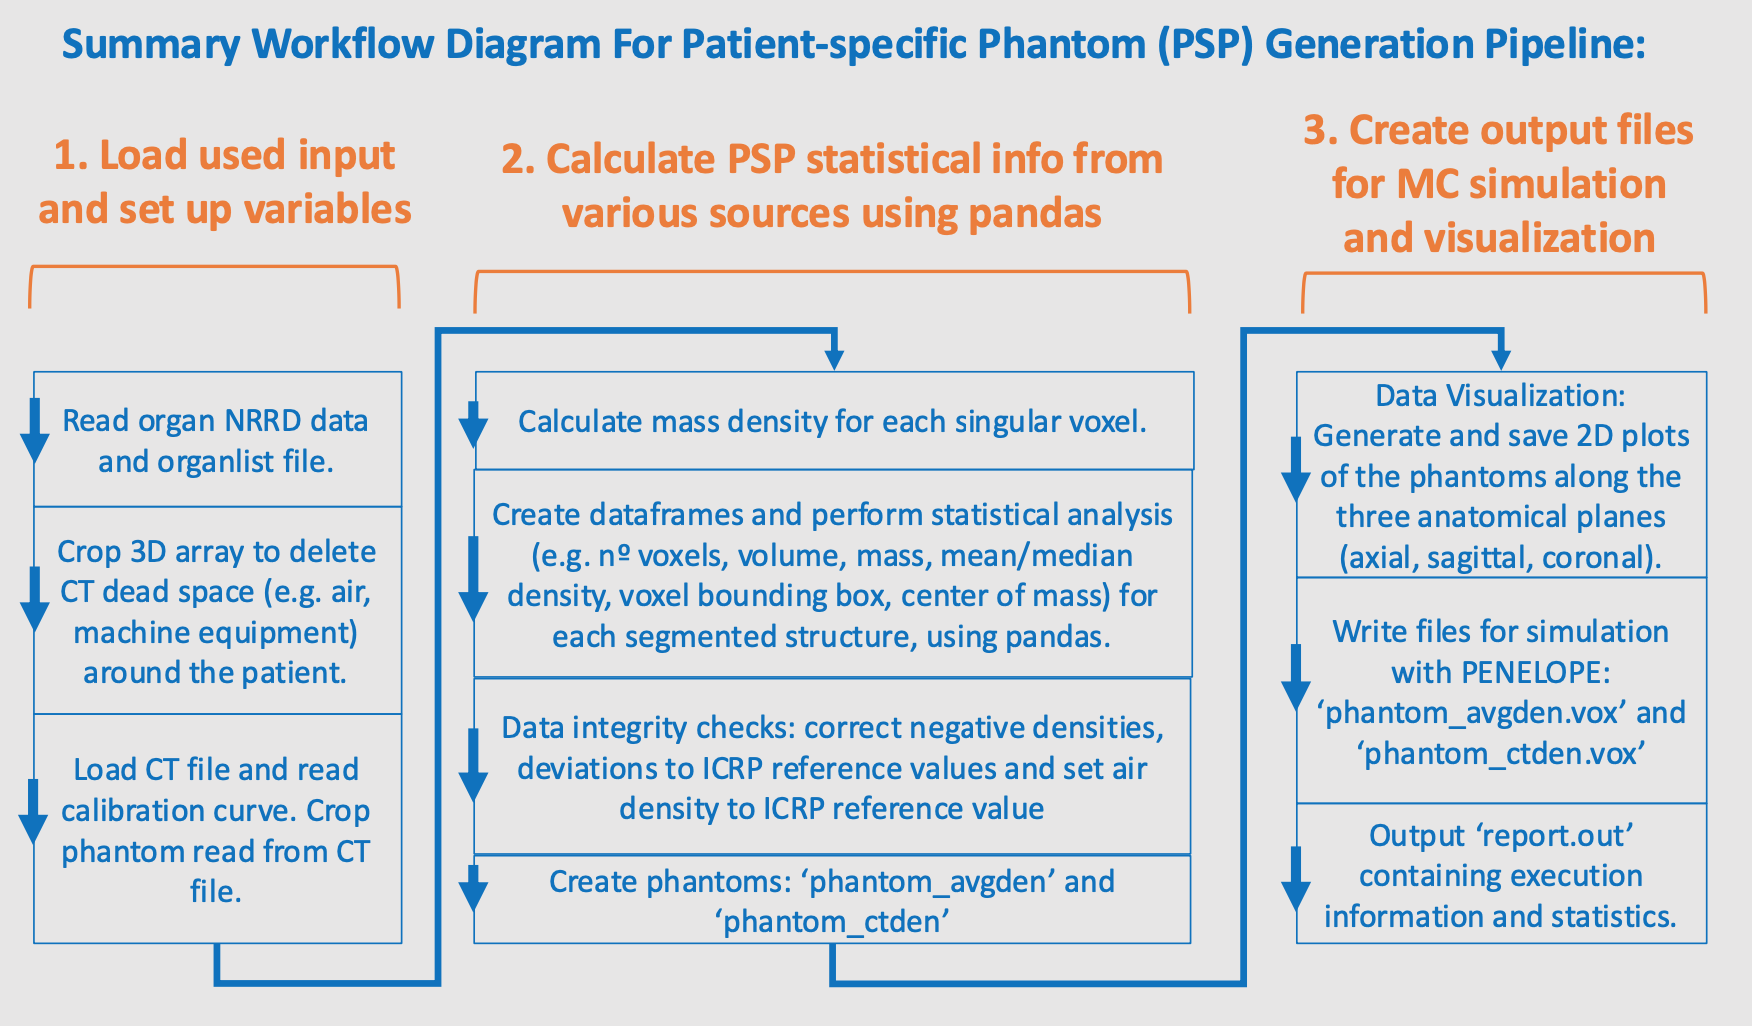 Summary Workflow Diagram For Patient-specific Phantom (PSP) Generation Pipeline:
1. Load used input
and set up variables
Read organ NRRD data
and organlist file.
Crop 3D array to delete
CT dead space (e.g. air,
machine equipment)
around the patient.
Load CT file and read
calibration curve. Crop
phantom read from CT
file.
2. Calculate PSP statistical info from
various sources using pandas
Calculate mass density for each singular voxel.
Create dataframes and perform statistical analysis
(e.g. nº voxels, volume, mass, mean/median
density, voxel bounding box, center of mass) for
each segmented structure, using pandas.
Data integrity checks: correct negative densities,
deviations to ICRP reference values and set air
density to ICRP reference value
Create phantoms: ‘phantom_avgden’ and
‘phantom_ctden’
3. Create output files
for MC simulation
and visualization
Data Visualization:
Generate and save 2D plots
of the phantoms along the
three anatomical planes
(axial, sagittal, coronal).
Write files for simulation
with PENELOPE:
‘phantom_avgden.vox’ and
‘phantom_ctden.vox’
Output ‘report.out’
containing execution
information and statistics.